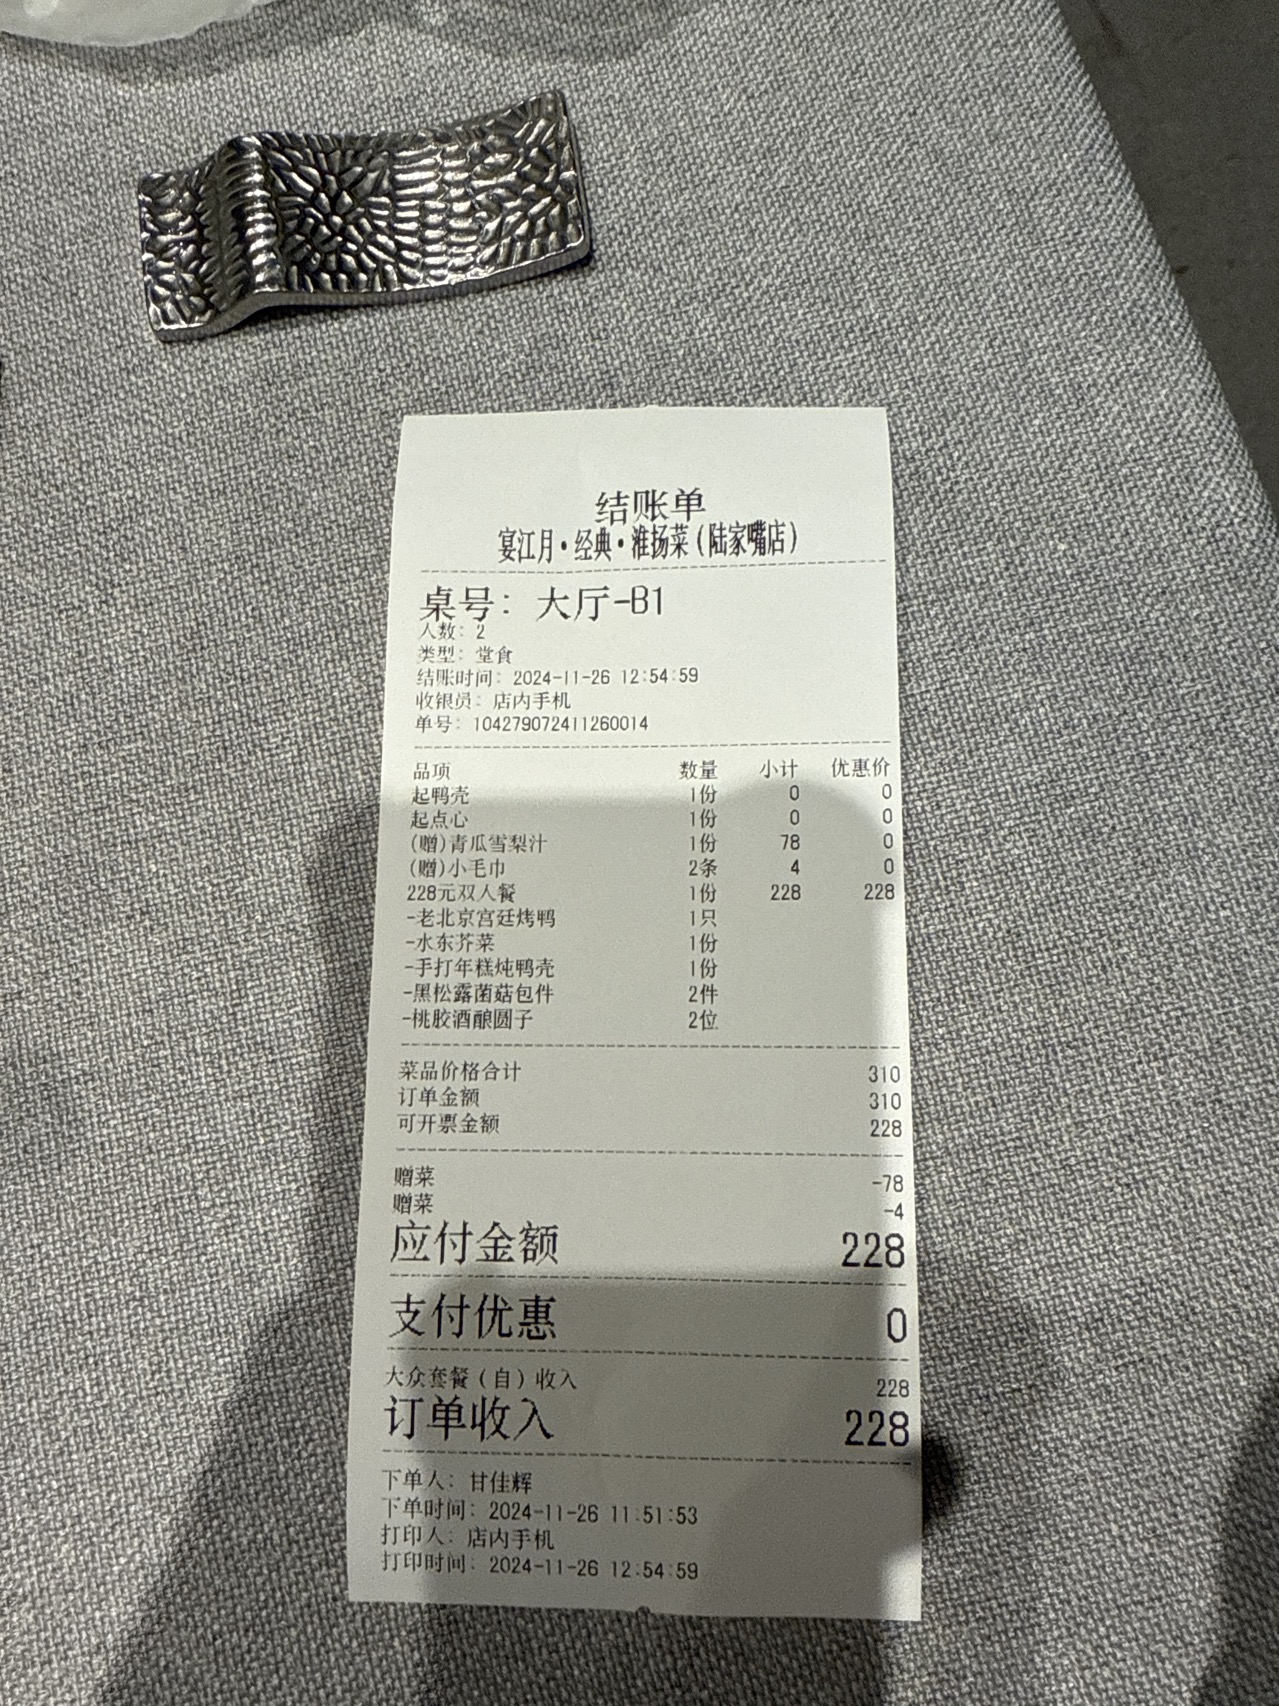 结账单
宴江月·经典·淮扬菜(陆家嘴店)
桌号: 大厅-B1
人数: 2
类型: 堂食
结账时间: 2024-11-26 12:54:59
收银员: 店内手机
单号: 104279072411260014
品项 数量 小计 优惠价
起鸭壳 1份 0 0
起点心 1份 0 0
(赠)青瓜雪梨汁 1份 78 0
(赠)小毛巾 2条 4 0
228元双人餐 1份 228 228
-老北京宫廷烤鸭 1只
-水东芥菜 1份
-手打年糕炖鸭壳 1份
-黑松露菌菇包件 2件
-桃胶酒酿圆子 2位
菜品价格合计 310
订单金额 310
可开票金额 228
赠菜 -78
赠菜 -4
应付金额 228
支付优惠 0
大众套餐(自)收入 228
订单收入 228
下单人: 甘佳辉
下单时间: 2024-11-26 11:51:53
打印人: 店内手机
打印时间: 2024-11-26 12:54:59